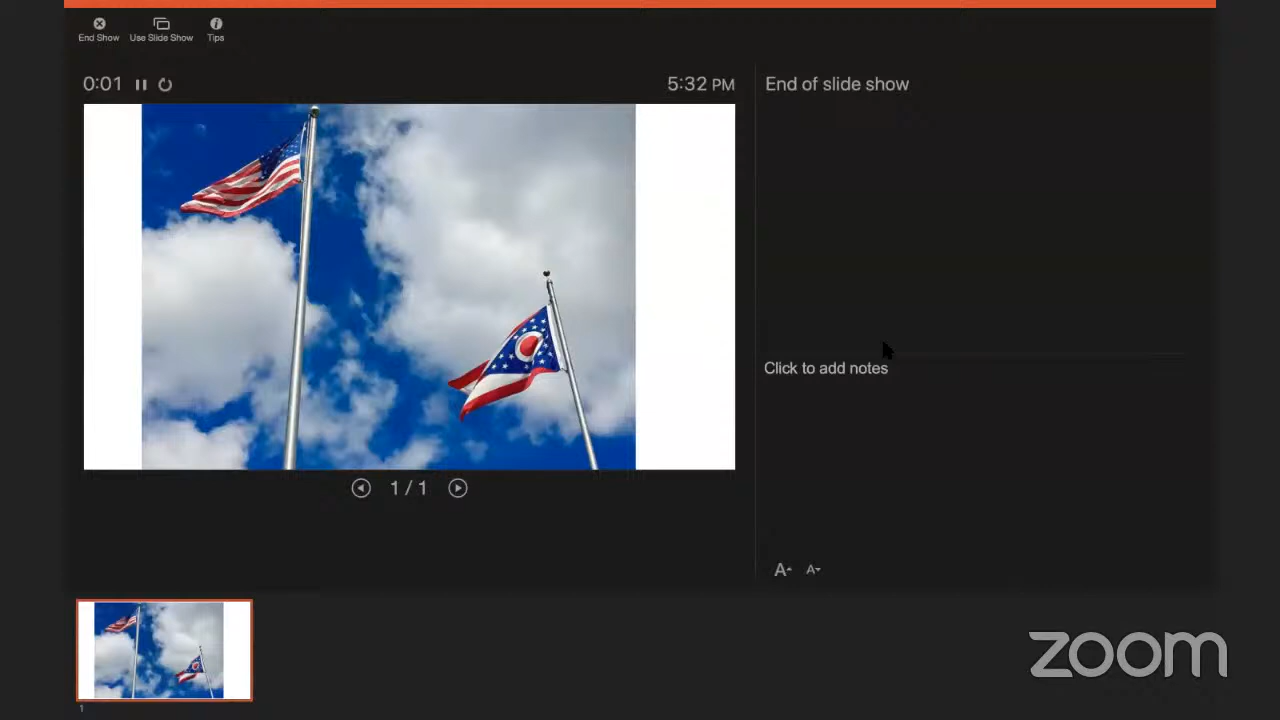 End Show
Use Slide Show
Tips
0:01
5:32 PM
End of slide show
Click to add notes
1 / 1
A
A
1
zoom